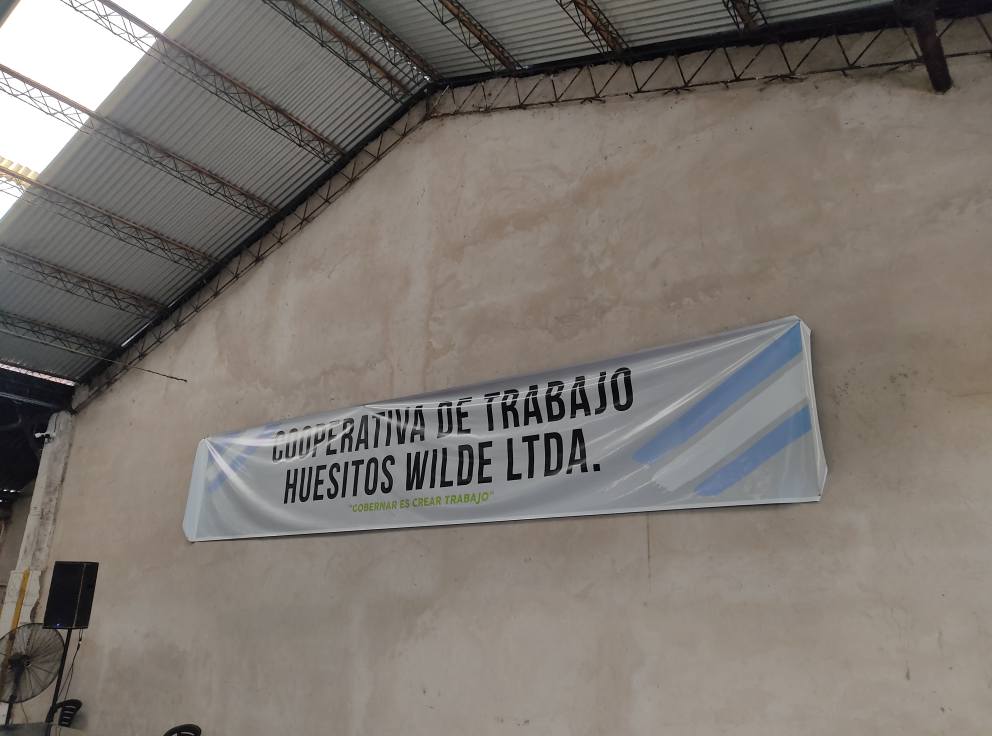 COOPERATIVA DE TRABAJO
HUESITOS WILDE LTDA.
"GOBERNAR ES CREAR TRABAJO"